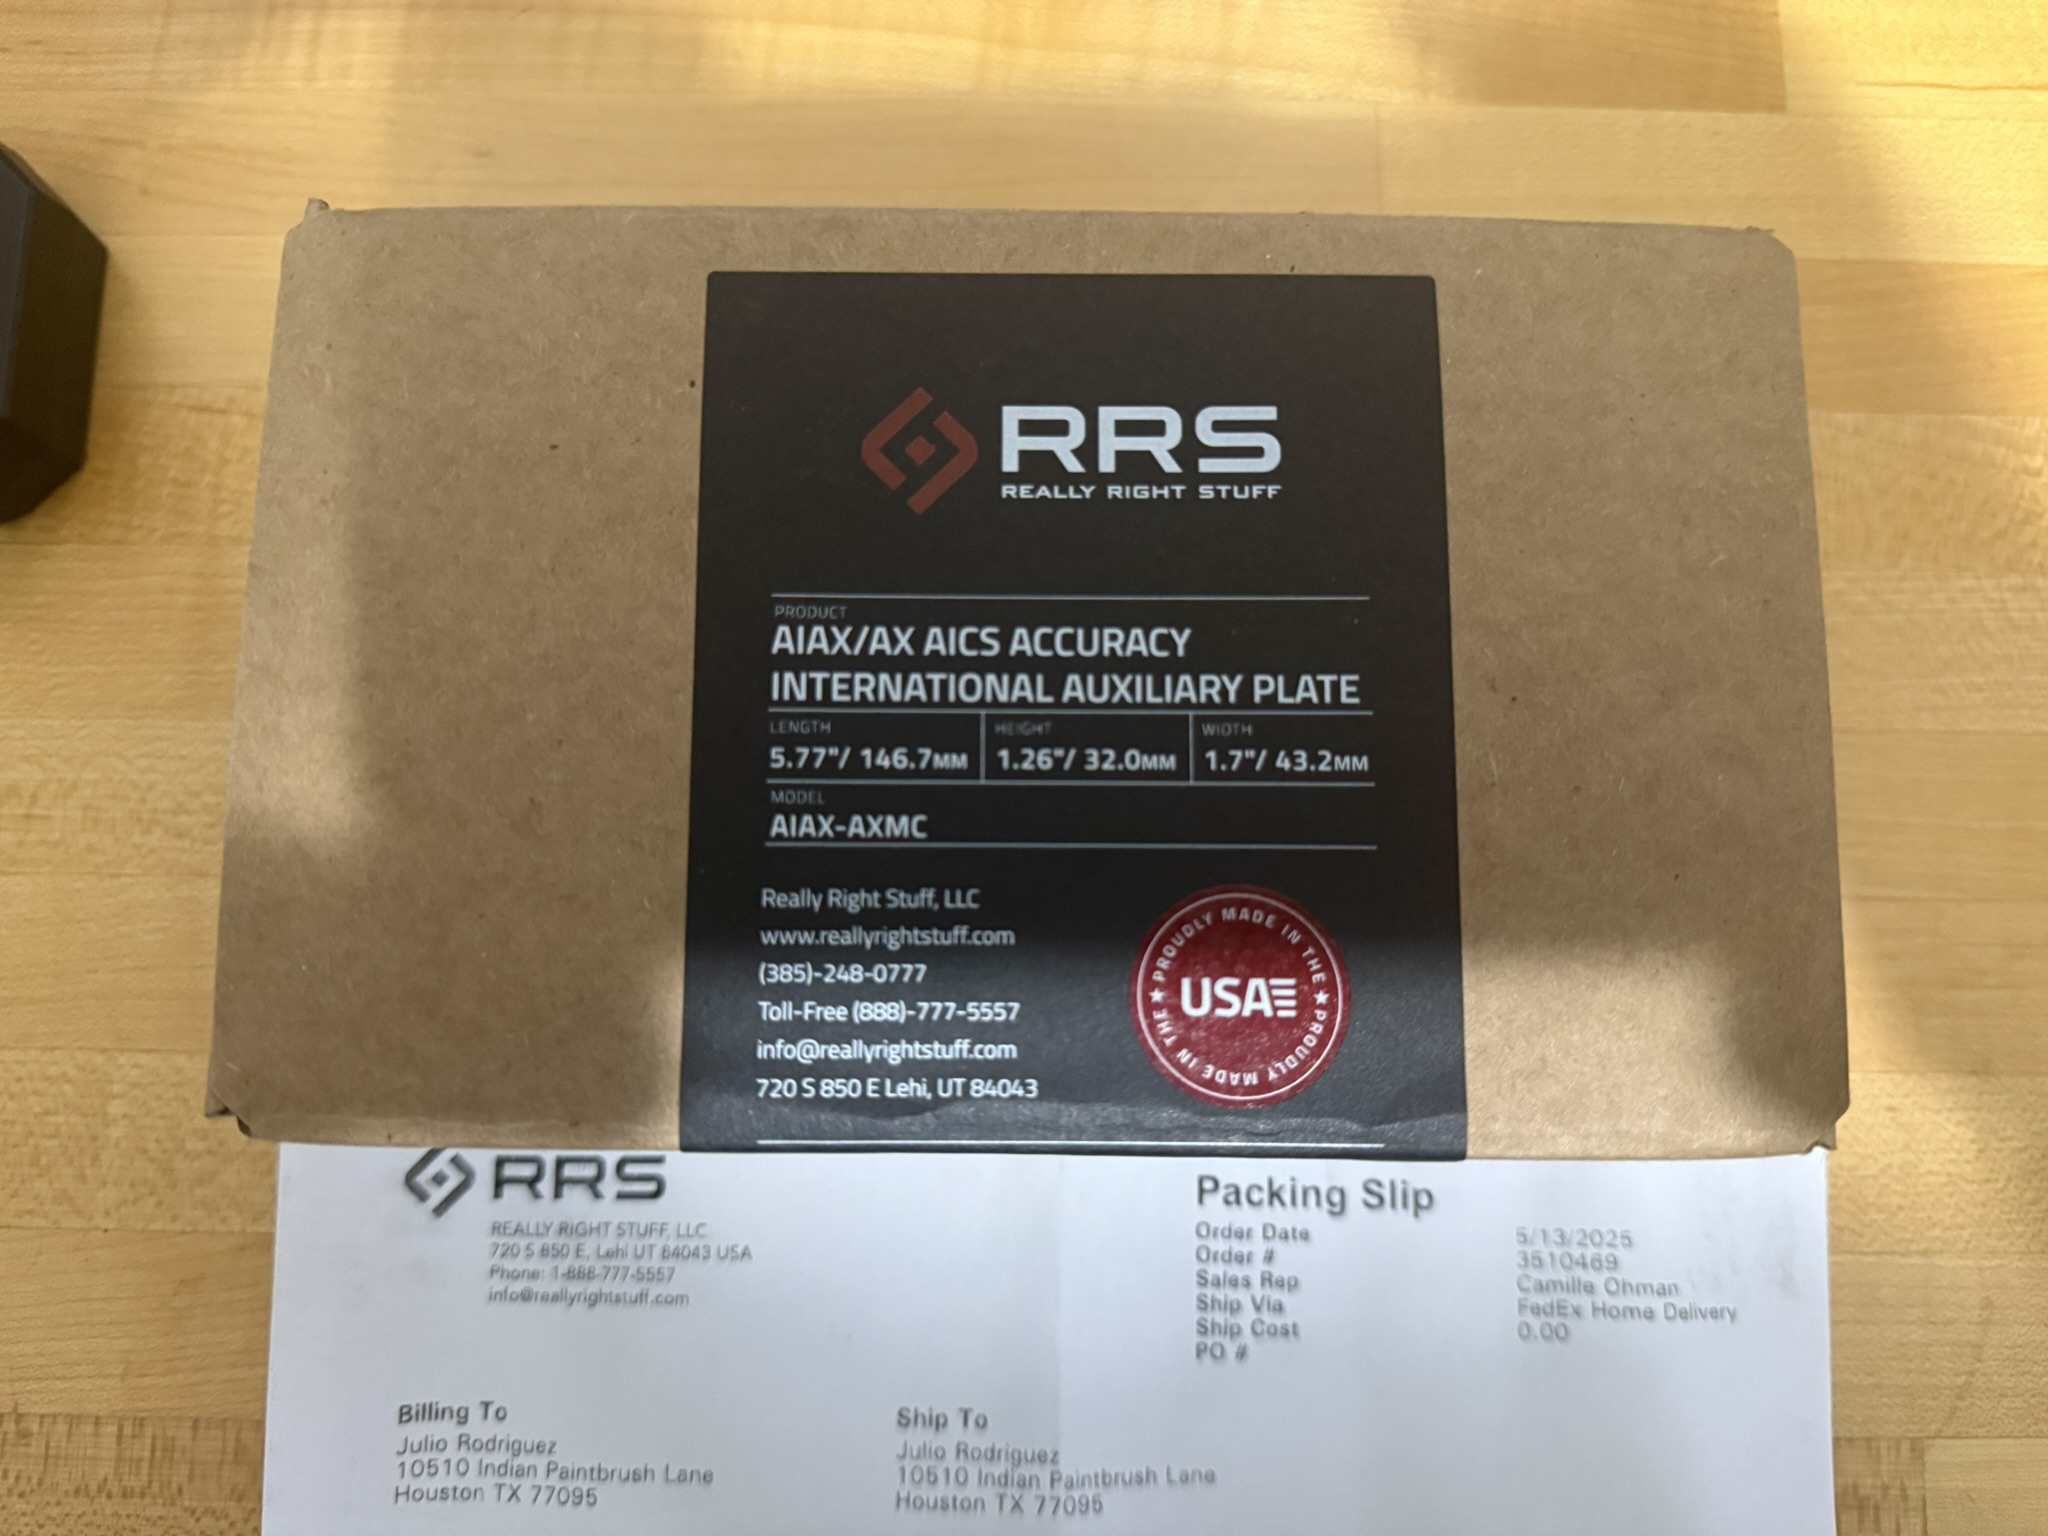 RRS
REALLY RIGHT STUFF
PRODUCT
AIAX/AX AICS ACCURACY
INTERNATIONAL AUXILIARY PLATE
LENGTH HEIGHT WIDTH
5.77"/ 146.7MM 1.26"/ 32.0MM 1.7"/ 43.2MM
MODEL
AIAX-AXMC
Really Right Stuff, LLC
www.reallyrightstuff.com
(385)-248-0777
Toll-Free (888)-777-5557
info@reallyrightstuff.com
720 S 850 E Lehi, UT 84043
★ PROUDLY MADE IN THE ★ PROUDLY MADE IN THE
USA
RRS
REALLY RIGHT STUFF, LLC
720 S 850 E, Lehi UT 84043 USA
Phone: 1-888-777-5557
info@reallyrightstuff.com
Packing Slip
Order Date 5/13/2025
Order # 3510469
Sales Rep Camille Ohman
Ship Via FedEx Home Delivery
Ship Cost 0.00
PO #
Billing To
Julio Rodriguez
10510 Indian Paintbrush Lane
Houston TX 77095
Ship To
Julio Rodriguez
10510 Indian Paintbrush Lane
Houston TX 77095